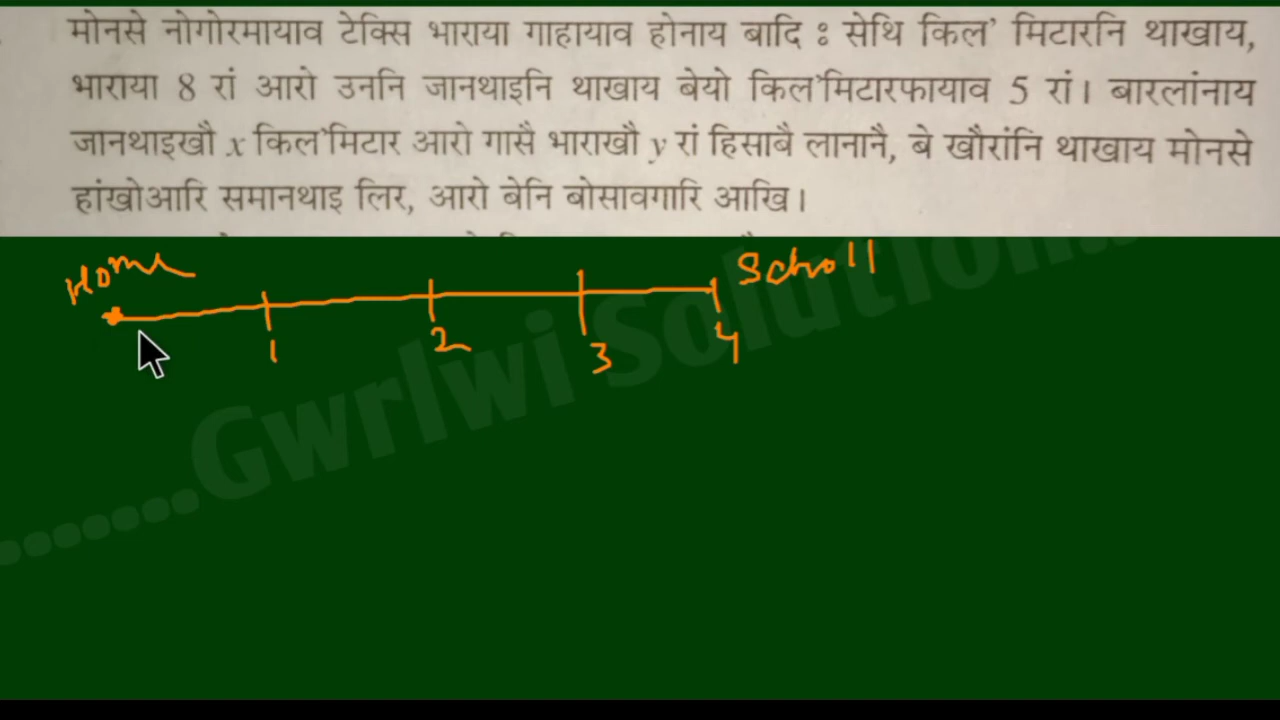 मोनसे नोगोरमायाव टेक्सि भाराया गाहायाव होनाय बादि : सेथि किल' मिटारनि थाखाय,
भाराया 8 रां आरो उननि जानथाइनि थाखाय बेयो किल'मिटारफायाव 5 रां। बारलांनाय
जानथाइखौ x किल'मिटार आरो गासै भाराखौ y रां हिसाबै लानानै, बे खौरांनि थाखाय मोनसे
हांखोआरि समानथाइ लिर, आरो बेनि बोसावगारि आखि।
Home
School
1
2
3
4
........Gwrlwi Solution..